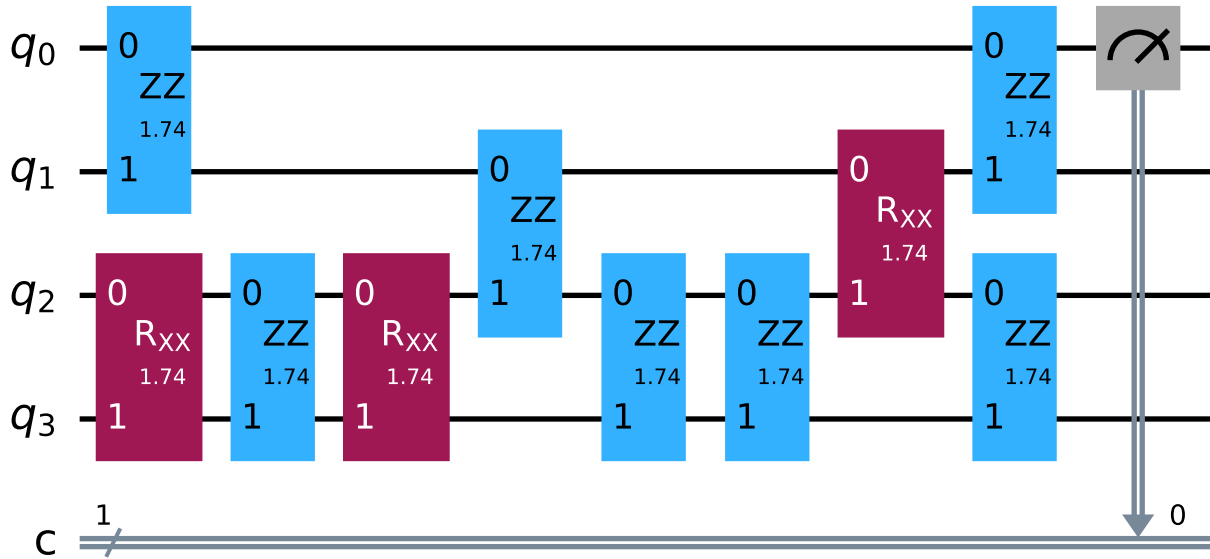 q0 0 ZZ 1.74 1 0 ZZ 1.74 1
q1 0 ZZ 1.74 1 0 RXX 1.74 1
q2 0 RXX 1.74 1 0 ZZ 1.74 1 0 RXX 1.74 1 0 ZZ 1.74 1 0 ZZ 1.74 1 0 ZZ 1.74 1
q3
c 1 0